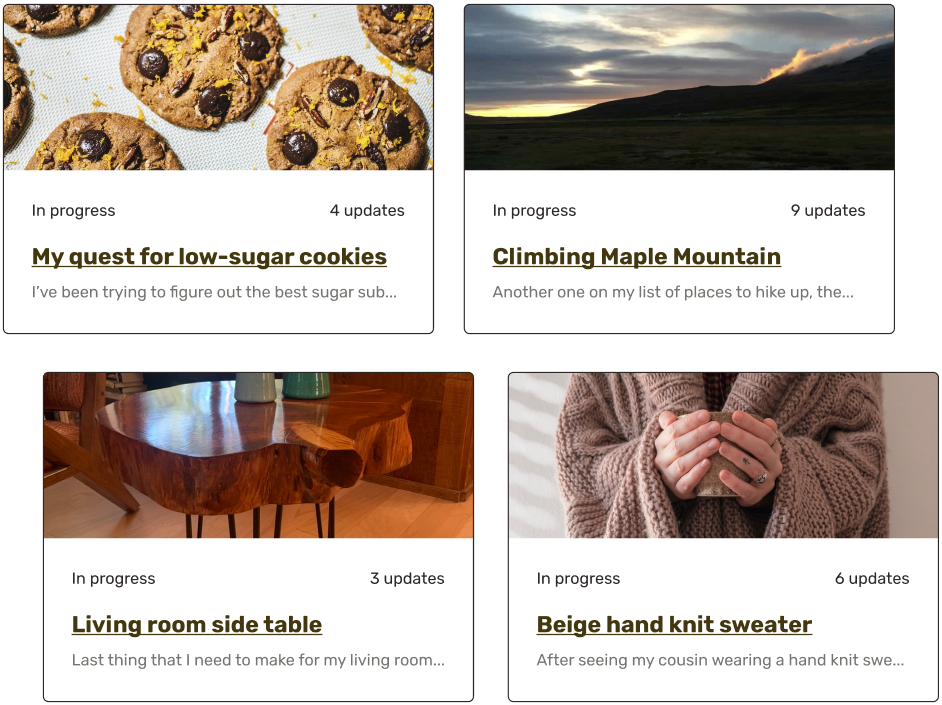 In progress
4 updates
My quest for low-sugar cookies
I’ve been trying to figure out the best sugar sub...
In progress
9 updates
Climbing Maple Mountain
Another one on my list of places to hike up, the...
In progress
3 updates
Living room side table
Last thing that I need to make for my living room...
In progress
6 updates
Beige hand knit sweater
After seeing my cousin wearing a hand knit swe...